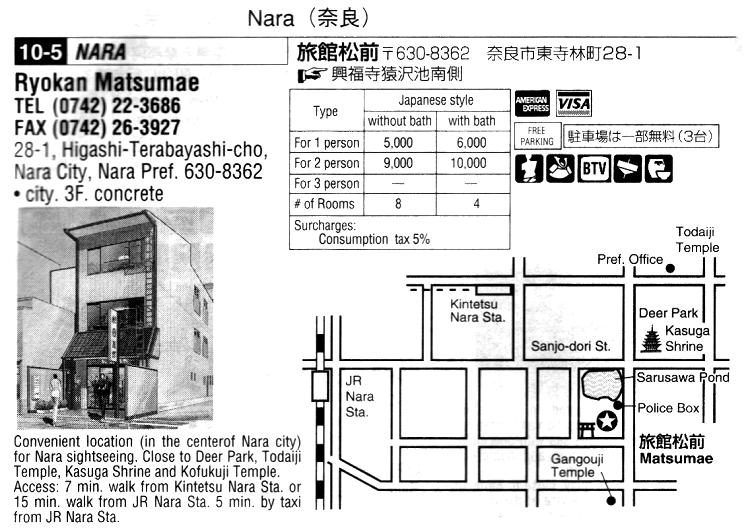 Nara（奈良）
10-5 NARA
Ryokan Matsumae
TEL (0742) 22-3686
FAX (0742) 26-3927
28-1, Higashi-Terabayashi-cho,
Nara City, Nara Pref. 630-8362
• city. 3F. concrete
旅館松前 〒630-8362 奈良市東寺林町28-1
☞ 興福寺猿沢池南側
Type Japanese style
without bath with bath
For 1 person 5,000 6,000
For 2 person 9,000 10,000
For 3 person — —
# of Rooms 8 4
Surcharges:
Consumption tax 5%
AMERICAN EXPRESS VISA
FREE PARKING 駐車場は一部無料（3台）
BTV
Todaiji
Temple
Pref. Office
Kintetsu
Nara Sta.
Deer Park
Kasuga
Shrine
Sanjo-dori St.
JR
Nara
Sta.
Sarusawa Pond
Police Box
旅館松前
Matsumae
Gangouji
Temple
Convenient location (in the centerof Nara city)
for Nara sightseeing. Close to Deer Park, Todaiji
Temple, Kasuga Shrine and Kofukuji Temple.
Access: 7 min. walk from Kintetsu Nara Sta. or
15 min. walk from JR Nara Sta. 5 min. by taxi
from JR Nara Sta.